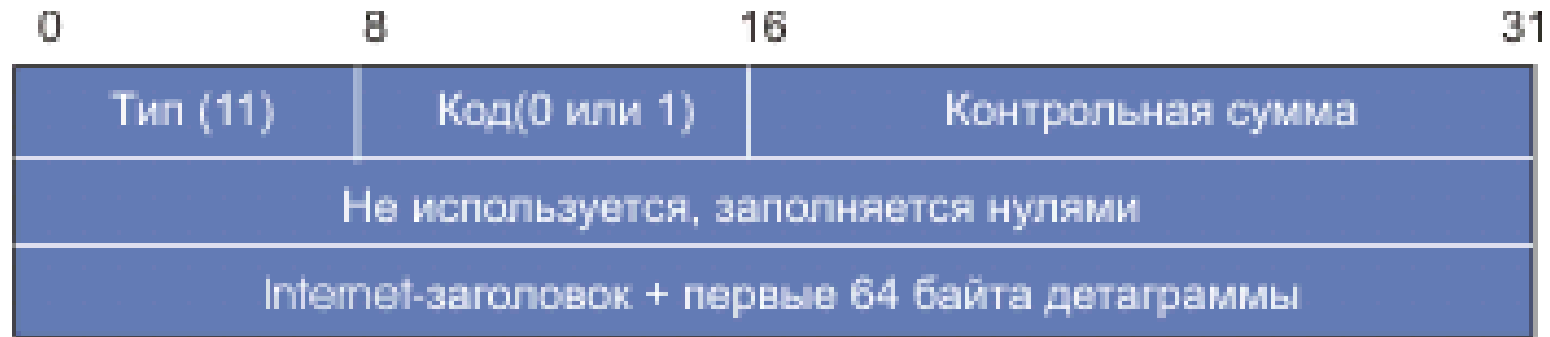 0 8 16 31
Тип (11) Код(0 или 1) Контрольная сумма
Не используется, заполняется нулями
Internet-заголовок + первые 64 байта детаграммы